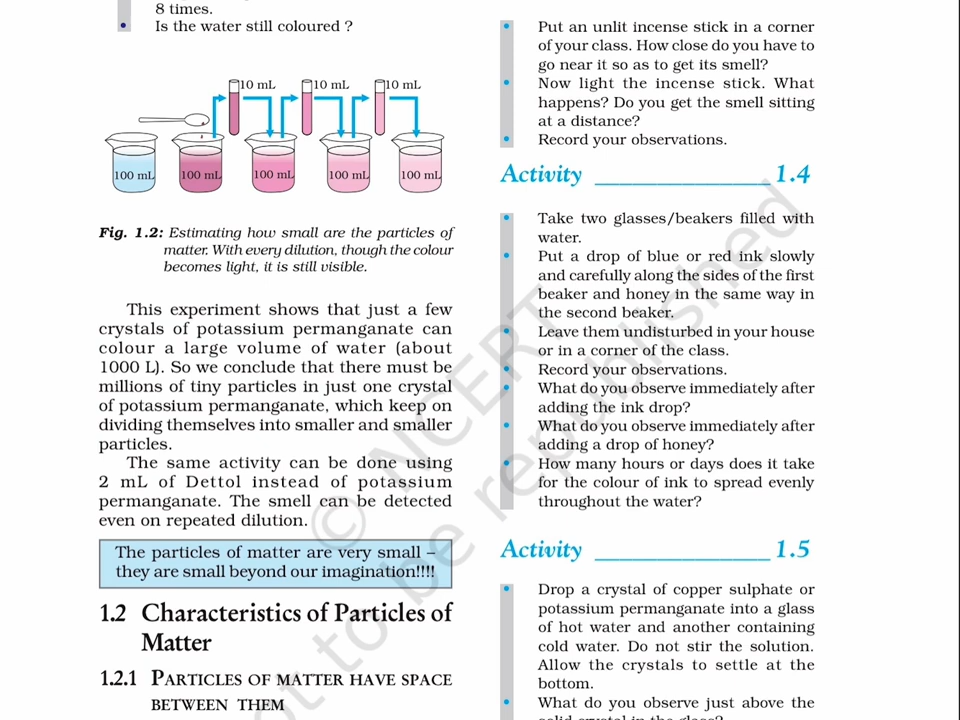 8 times.
• Is the water still coloured ?
10 mL 10 mL 10 mL
100 mL 100 mL 100 mL 100 mL 100 mL
Fig. 1.2: Estimating how small are the particles of
matter. With every dilution, though the colour
becomes light, it is still visible.
This experiment shows that just a few
crystals of potassium permanganate can
colour a large volume of water (about
1000 L). So we conclude that there must be
millions of tiny particles in just one crystal
of potassium permanganate, which keep on
dividing themselves into smaller and smaller
particles.
The same activity can be done using
2 mL of Dettol instead of potassium
permanganate. The smell can be detected
even on repeated dilution.
The particles of matter are very small –
they are small beyond our imagination!!!!
1.2 Characteristics of Particles of
Matter
1.2.1 PARTICLES OF MATTER HAVE SPACE
BETWEEN THEM
• Put an unlit incense stick in a corner
of your class. How close do you have to
go near it so as to get its smell?
• Now light the incense stick. What
happens? Do you get the smell sitting
at a distance?
• Record your observations.
Activity ________________ 1.4
• Take two glasses/beakers filled with
water.
• Put a drop of blue or red ink slowly
and carefully along the sides of the first
beaker and honey in the same way in
the second beaker.
• Leave them undisturbed in your house
or in a corner of the class.
• Record your observations.
• What do you observe immediately after
adding the ink drop?
• What do you observe immediately after
adding a drop of honey?
• How many hours or days does it take
for the colour of ink to spread evenly
throughout the water?
Activity ________________ 1.5
• Drop a crystal of copper sulphate or
potassium permanganate into a glass
of hot water and another containing
cold water. Do not stir the solution.
Allow the crystals to settle at the
bottom.
• What do you observe just above the
solid crystal in the glass?
© NCERT
not to be republished